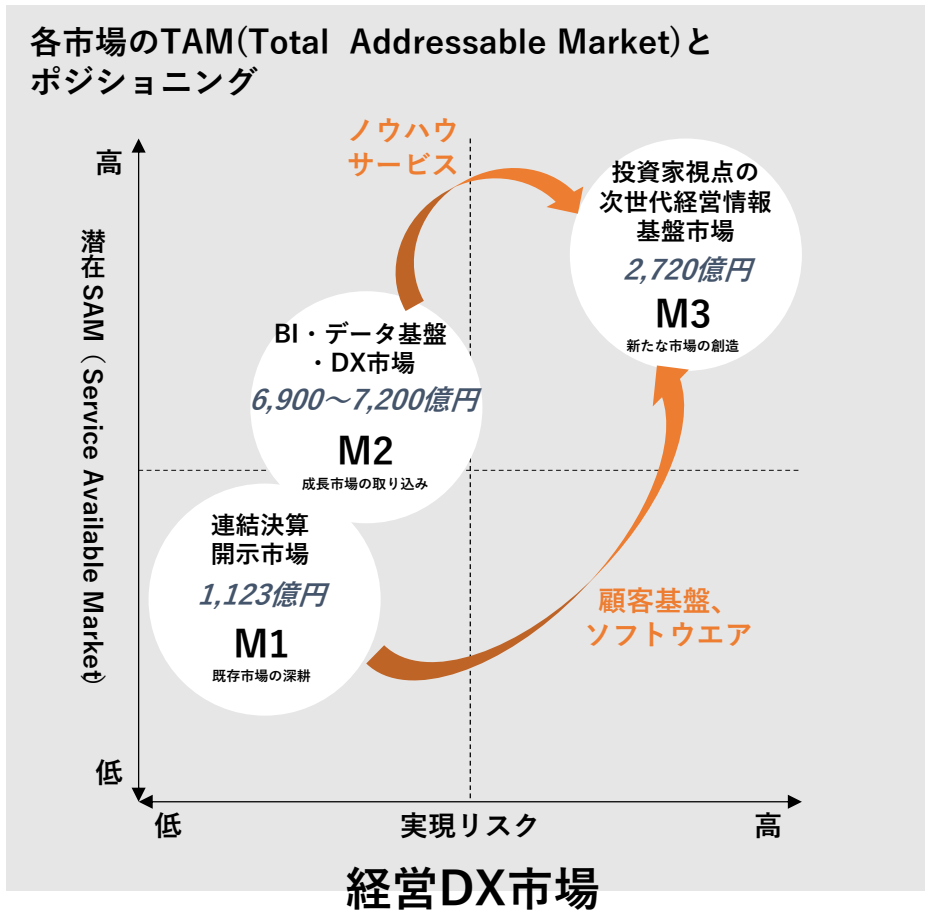 各市場のTAM(Total Addressable Market)と
ポジショニング
ノウハウ
サービス
高
潜在SAM（Service Available Market）
低
投資家視点の
次世代経営情報
基盤市場
2,720億円
M3
新たな市場の創造
BI・データ基盤
・DX市場
6,900～7,200億円
M2
成長市場の取り込み
連結決算
開示市場
1,123億円
M1
既存市場の深耕
顧客基盤、
ソフトウエア
低
実現リスク
高
経営DX市場